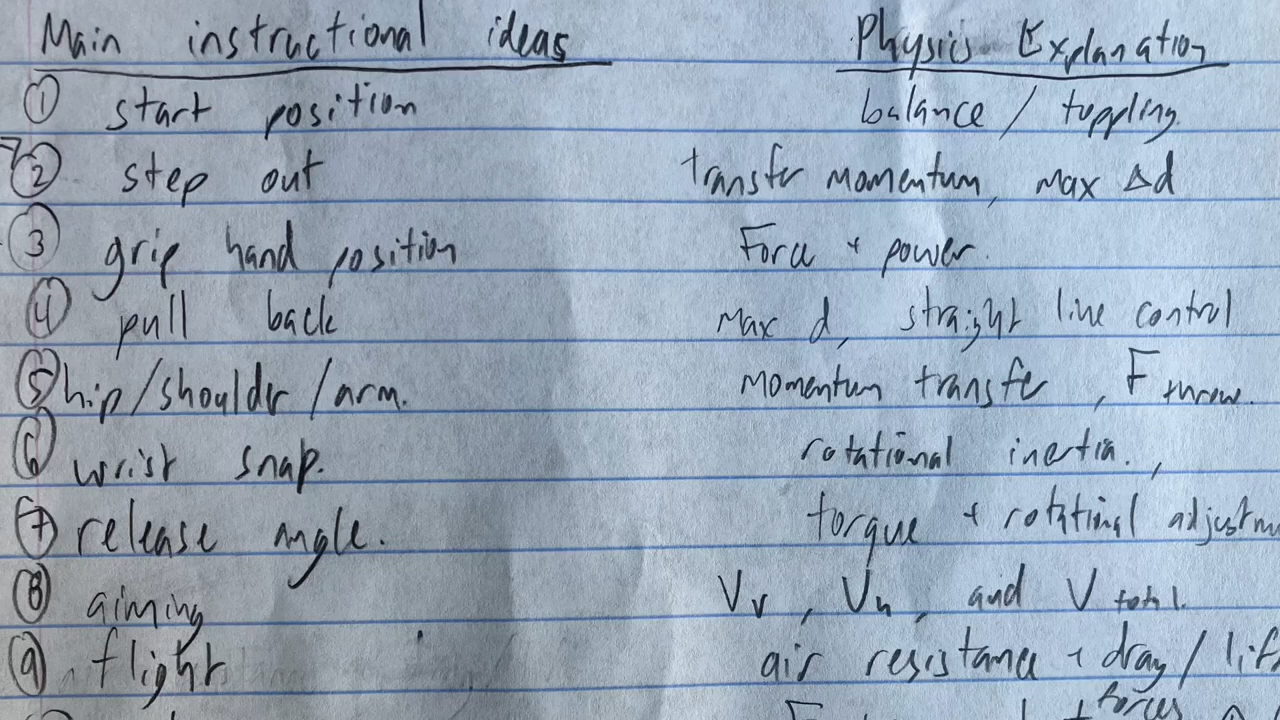 Main instructional ideas Physics Explanation
① start position balance / toppling.
② step out transfer momentum, max Δd
③ grip hand position Force + power.
④ pull back Max d, straight line control
⑤ hip/shoulder/arm. momentum transfer, F throw.
⑥ wrist snap. rotational inertia.,
⑦ release angle. torque + rotational
⑧ aiming Vv, Vh, and V total.
⑨ flight air resistance + drag/
forces